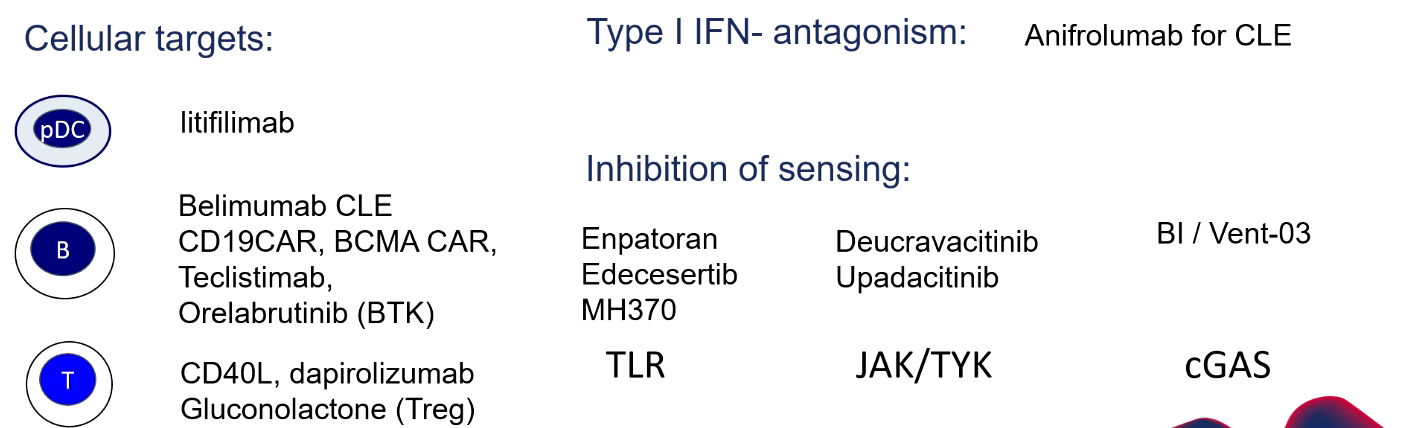 Cellular targets:
pDC
litifilimab
B
Belimumab CLE
CD19CAR, BCMA CAR,
Teclistimab,
Orelabrutinib (BTK)
T
CD40L, dapirolizumab
Gluconolactone (Treg)
Type I IFN- antagonism:
Anifrolumab for CLE
Inhibition of sensing:
Enpatoran
Edecesertib
MH370
TLR
Deucravacitinib
Upadacitinib
JAK/TYK
BI / Vent-03
cGAS